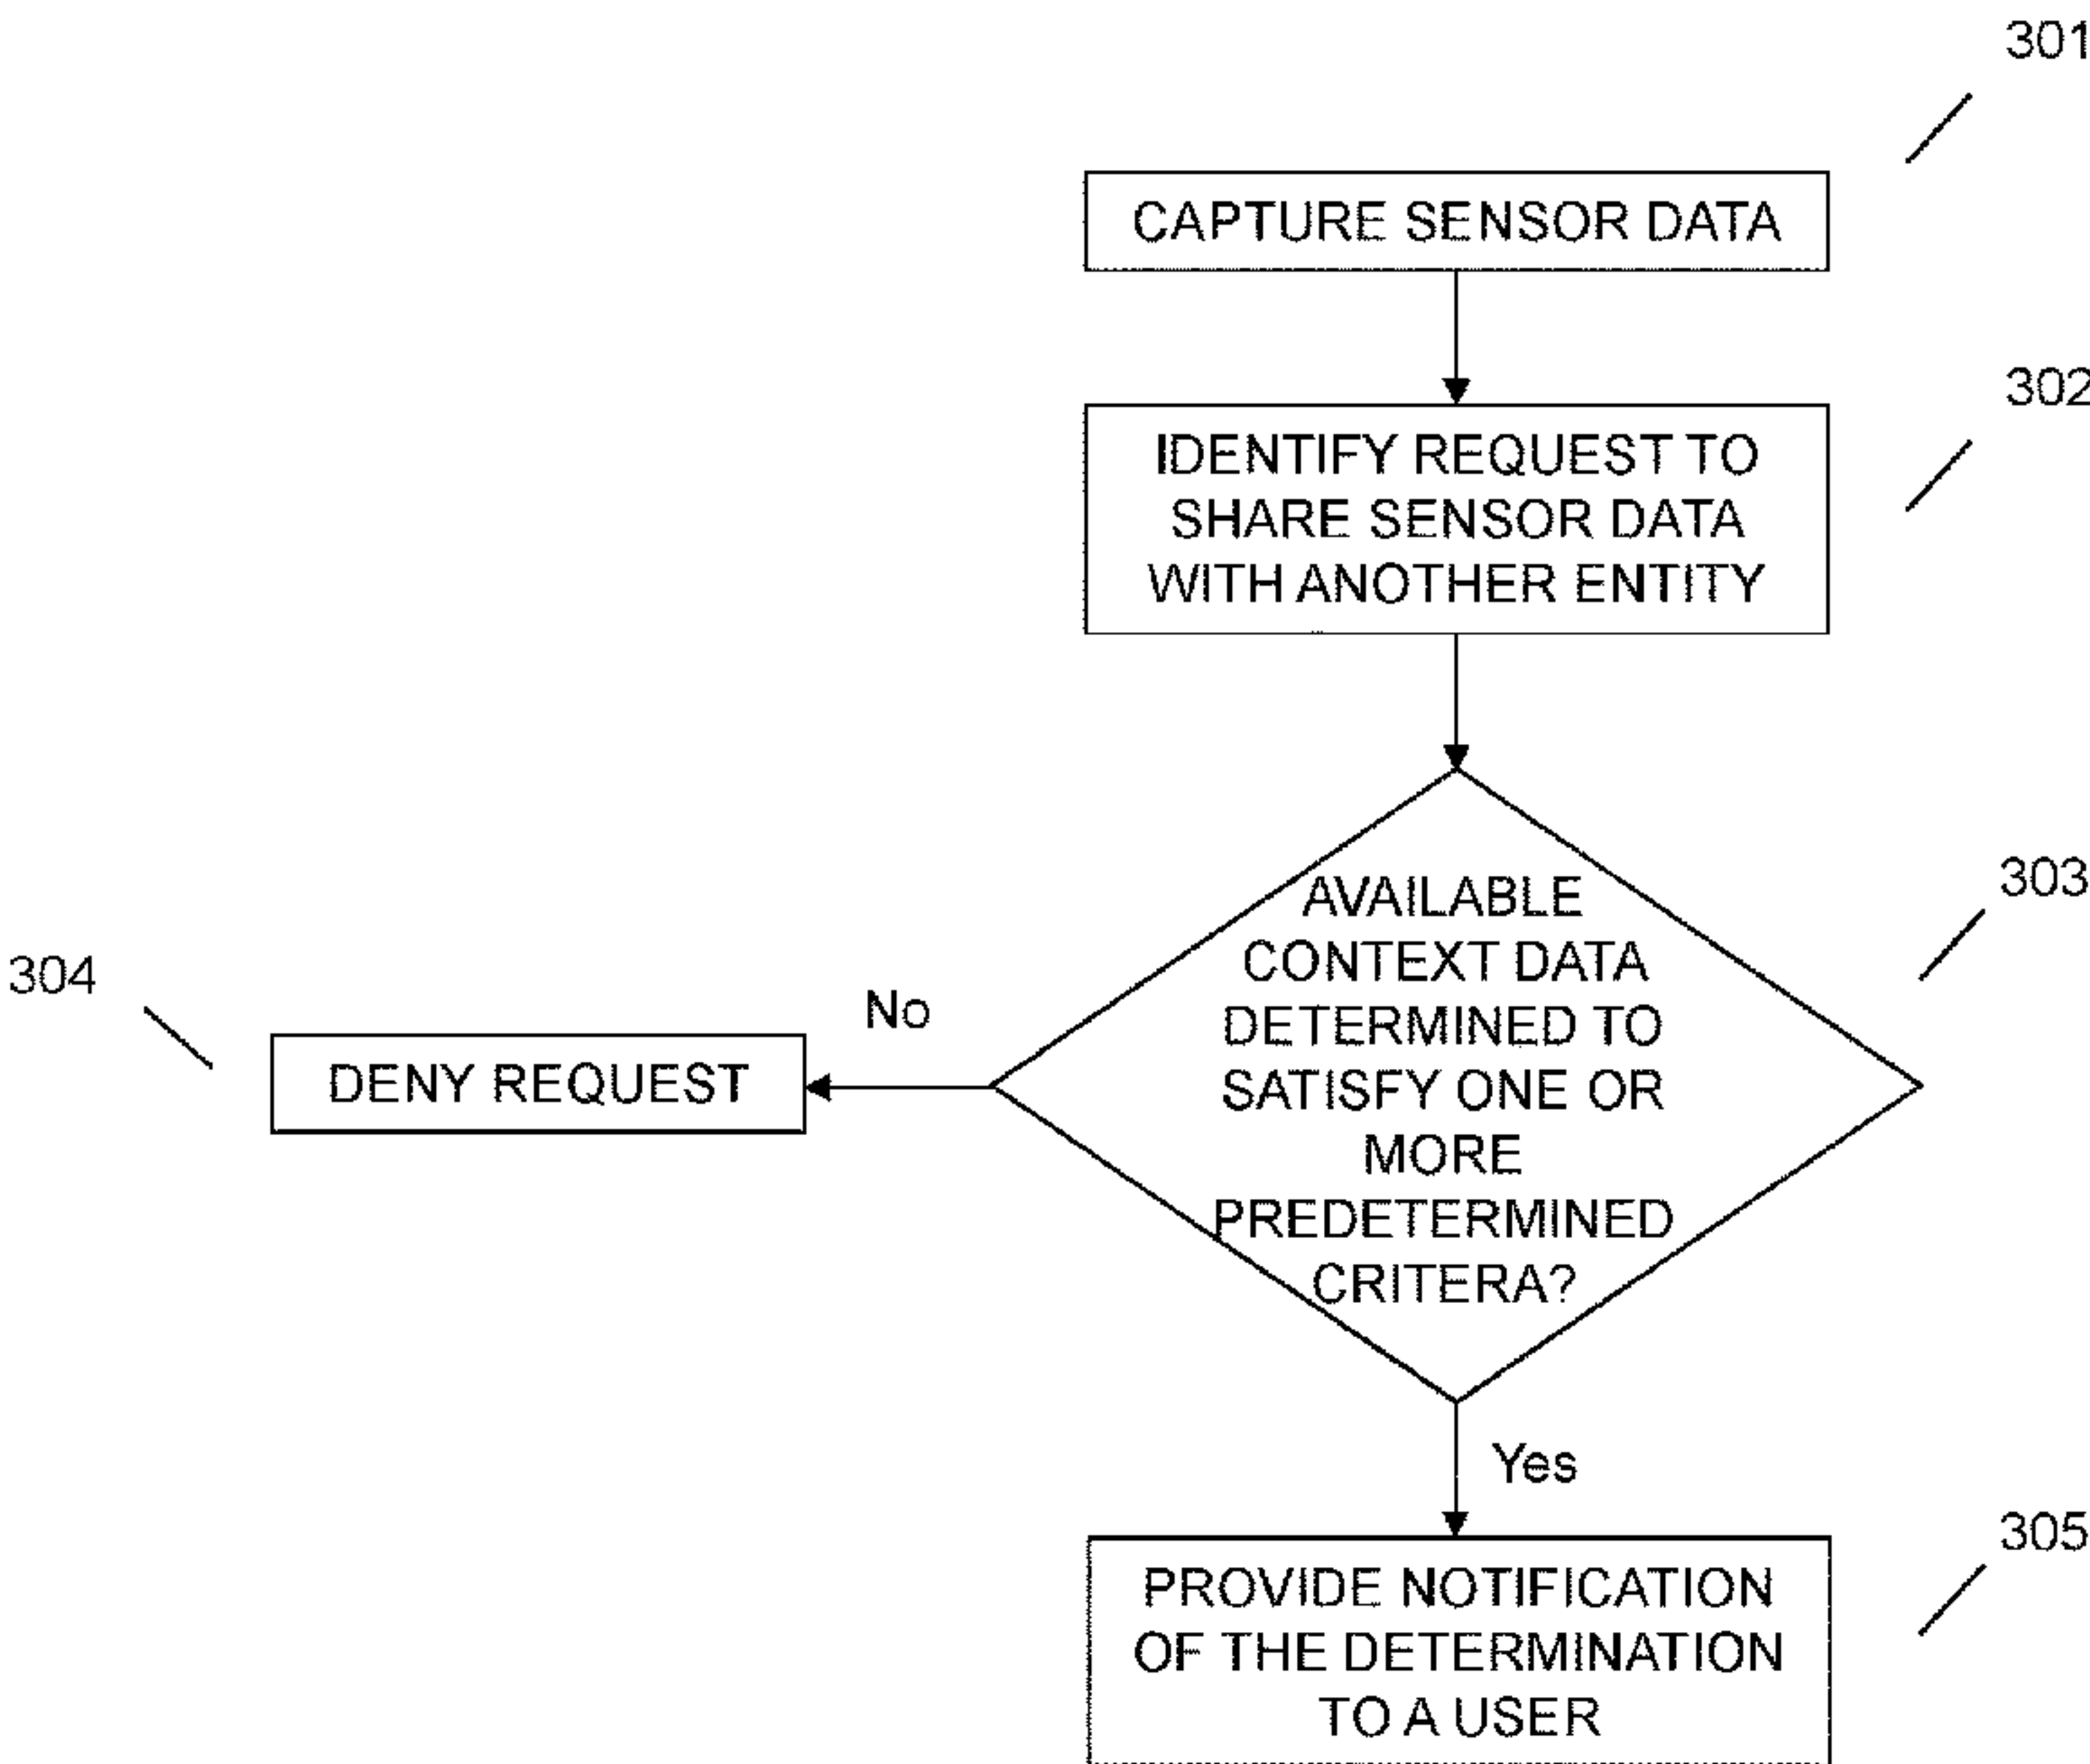 301
CAPTURE SENSOR DATA
302
IDENTIFY REQUEST TO
SHARE SENSOR DATA
WITH ANOTHER ENTITY
303
AVAILABLE
CONTEXT DATA
DETERMINED TO
SATISFY ONE OR
MORE
PREDETERMINED
CRITERA?
304
No
DENY REQUEST
Yes
305
PROVIDE NOTIFICATION
OF THE DETERMINATION
TO A USER